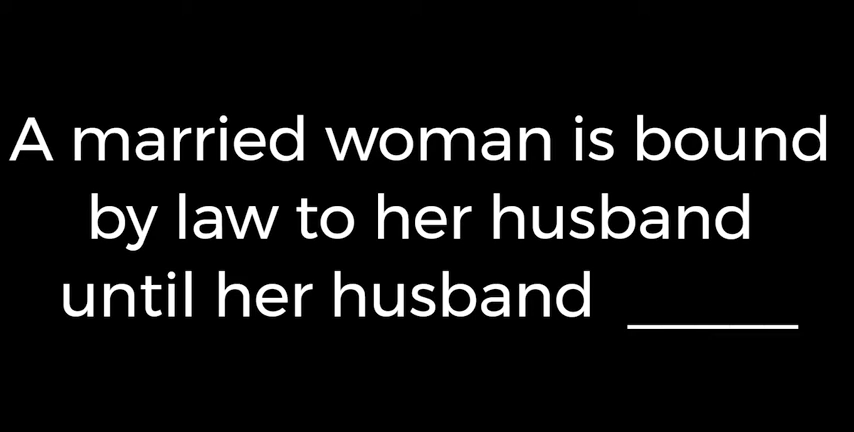 A married woman is bound
by law to her husband
until her husband ______